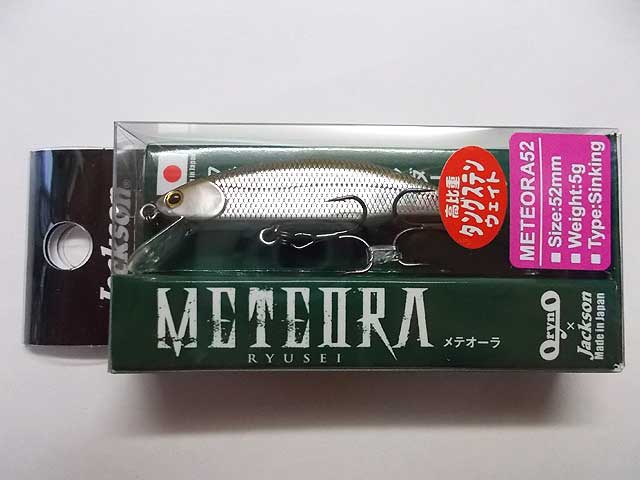 Jackson
METEORA52
■Size:52mm
■Weight:5g
■Type:Sinking
高比重
タングステン
ウェイト
METEORA
RYUSEI
メテオーラ
OrynO
×
Jackson
Made in Japan